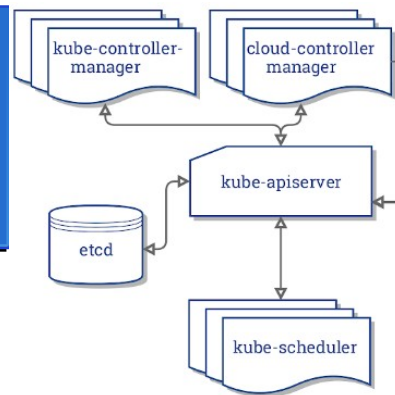 kube-controller-
manager
cloud-controller
manager
kube-apiserver
etcd
kube-scheduler